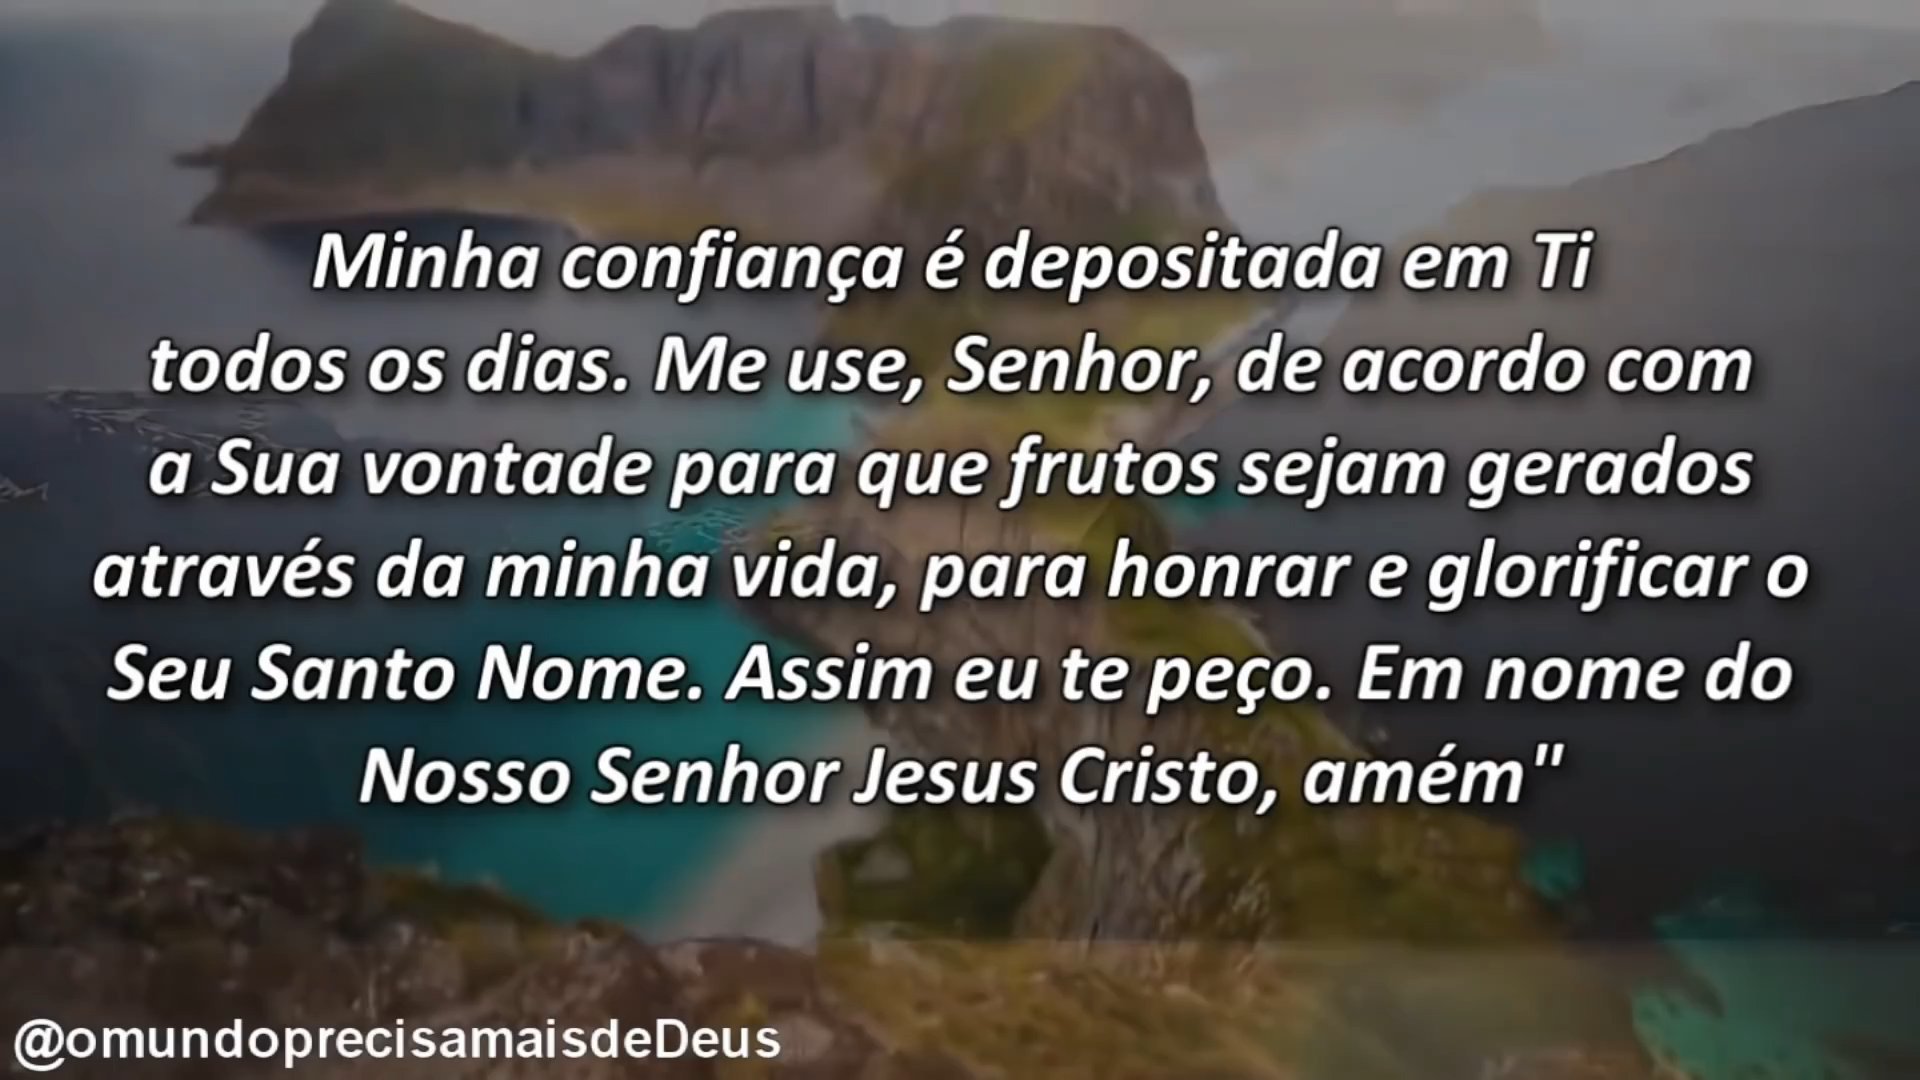 Minha confiança é depositada em Ti
todos os dias. Me use, Senhor, de acordo com
a Sua vontade para que frutos sejam gerados
através da minha vida, para honrar e glorificar o
Seu Santo Nome. Assim eu te peço. Em nome do
Nosso Senhor Jesus Cristo, amém"
@omundoprecisamaisdeDeus